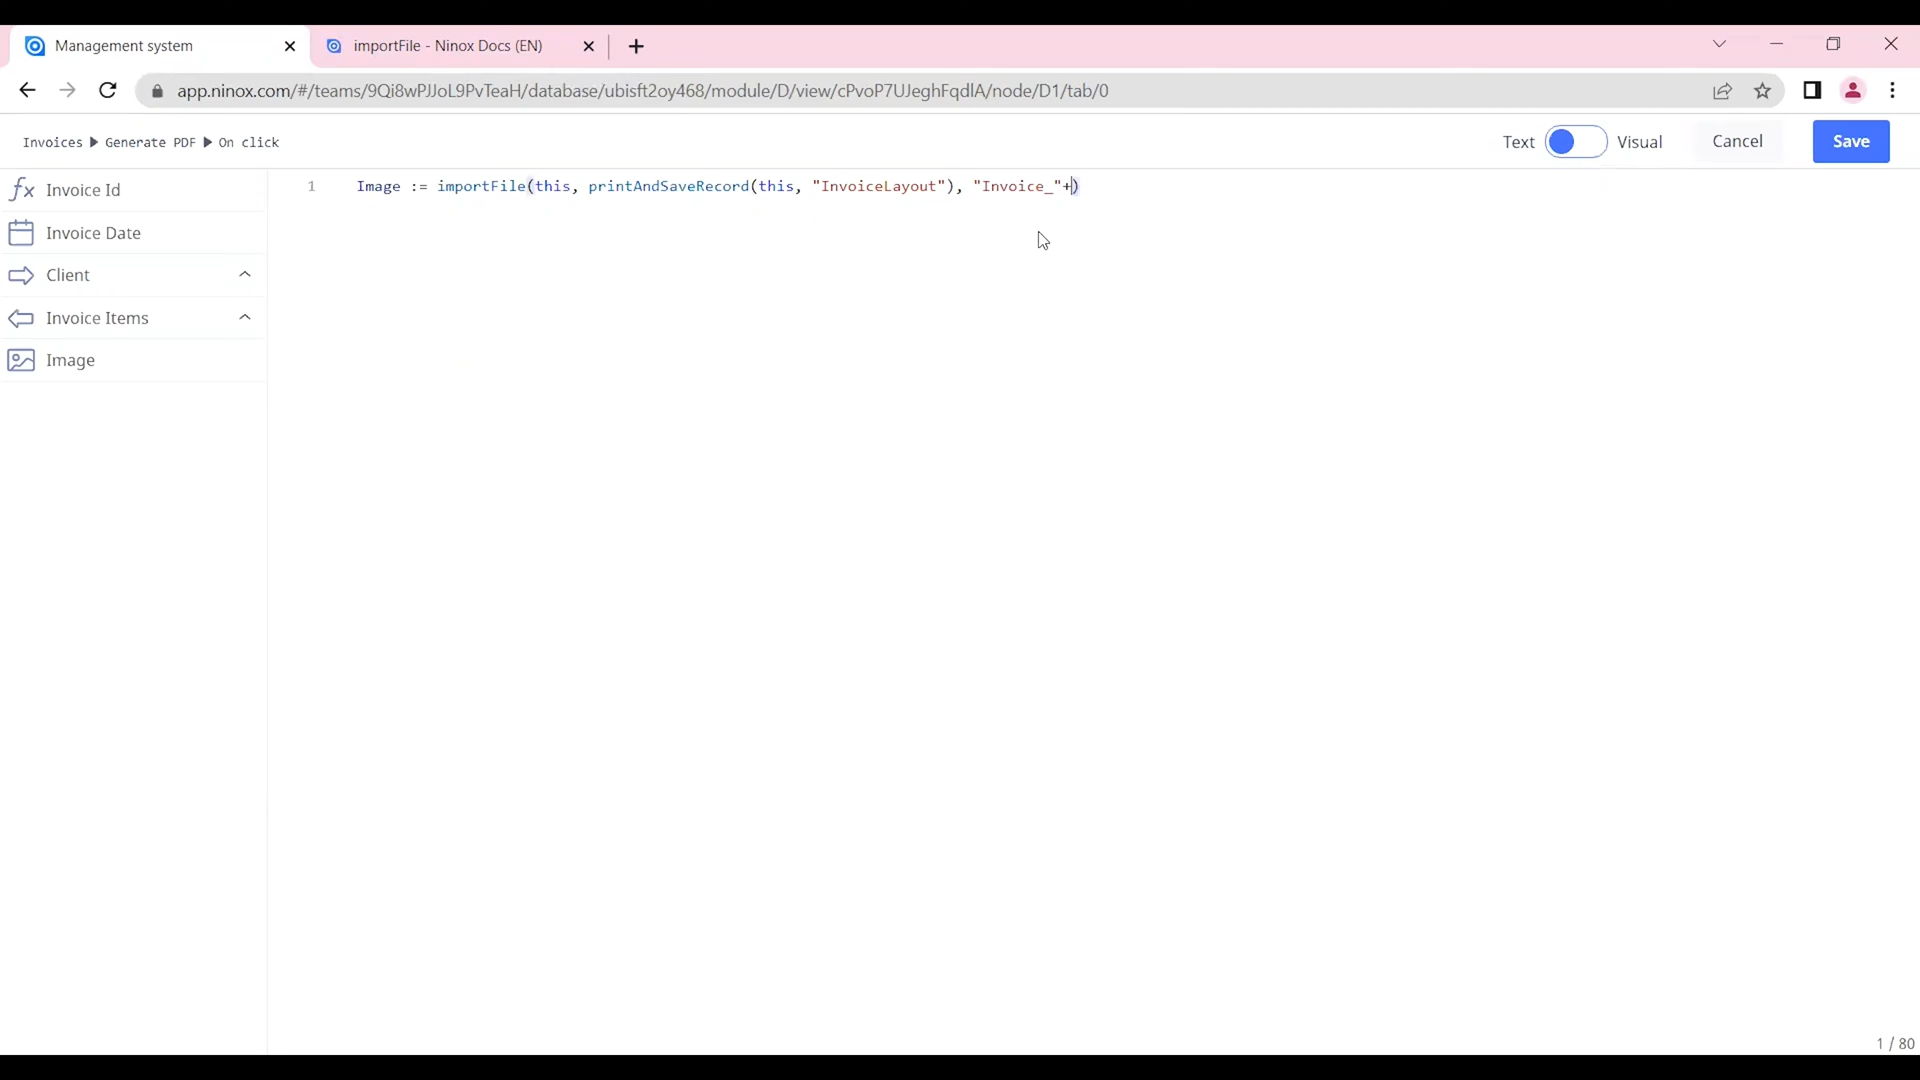 Management system
importFile - Ninox Docs (EN)
app.ninox.com/#/teams/9Qi8wPJJoL9PvTeaH/database/ubisft2oy468/module/D/view/cPvoP7UJeghFqdlA/node/D1/tab/0
Invoices ▶ Generate PDF ▶ On click
Text Visual Cancel Save
fx Invoice Id
1 Image := importFile(this, printAndSaveRecord(this, "InvoiceLayout"), "Invoice_"+)
Invoice Date
Client
Invoice Items
Image
1 / 80